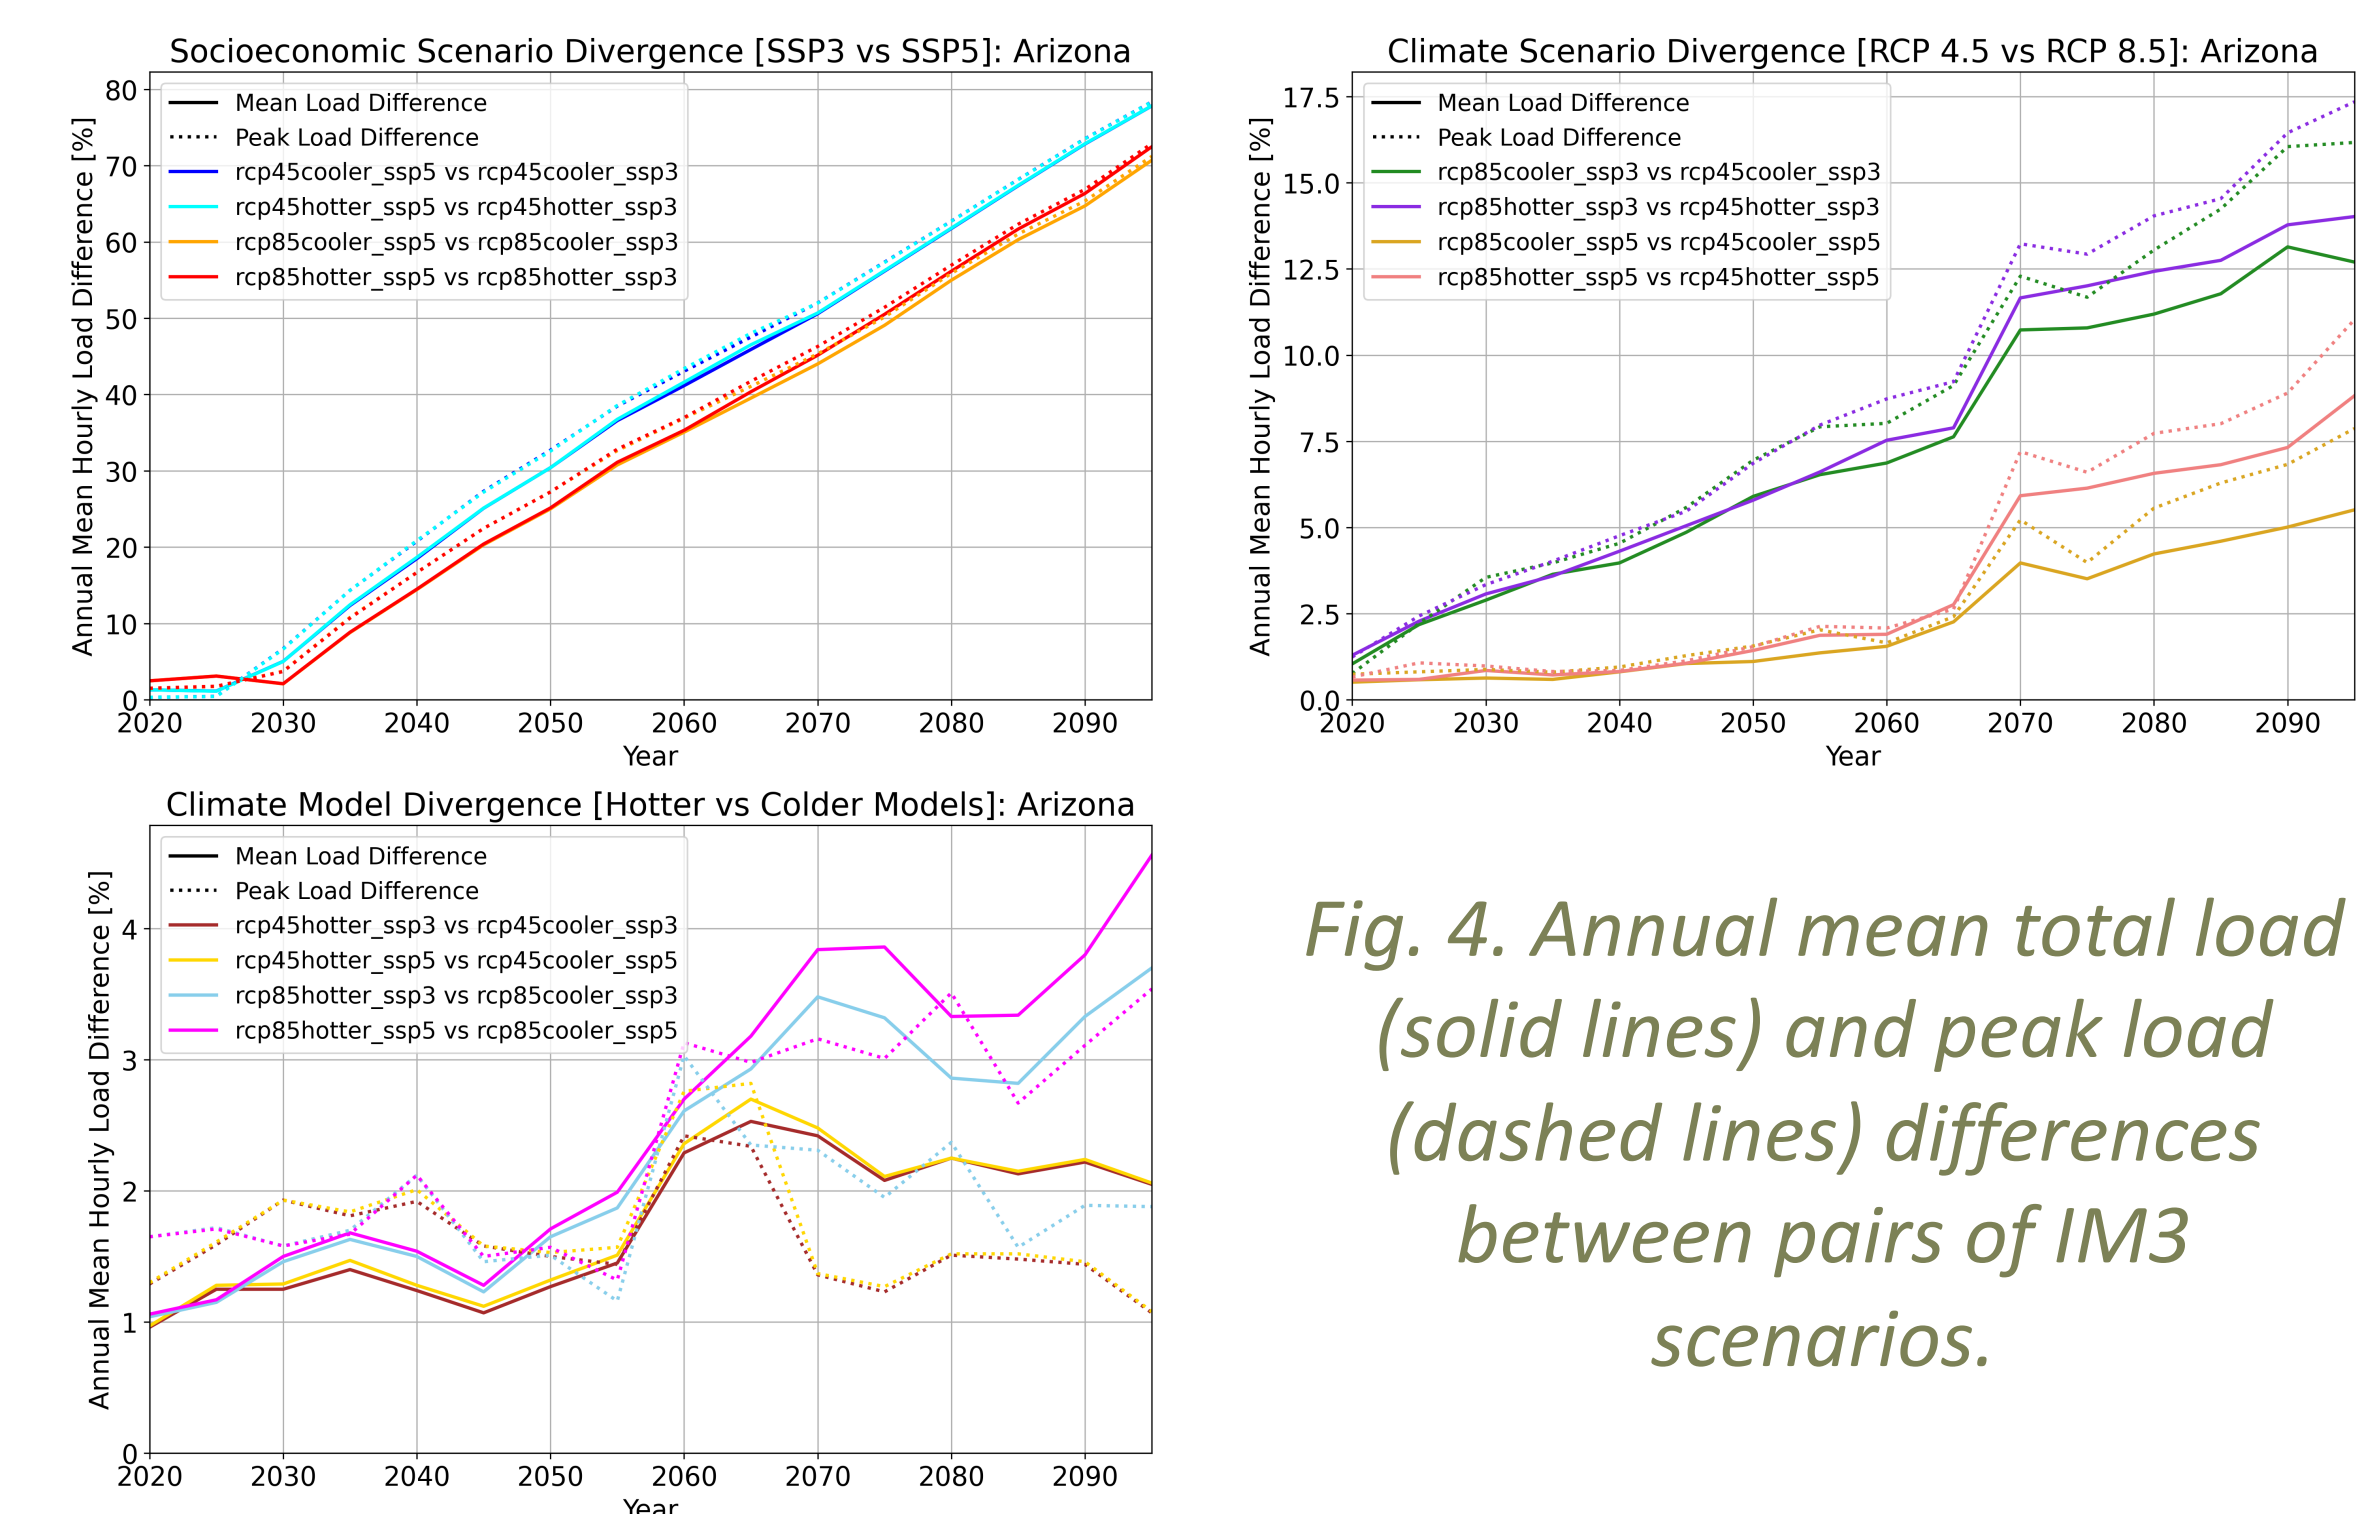 Socioeconomic Scenario Divergence [SSP3 vs SSP5]: Arizona
Annual Mean Hourly Load Difference [%]
80
70
60
50
40
30
20
10
0
Mean Load Difference
Peak Load Difference
rcp45cooler_ssp5 vs rcp45cooler_ssp3
rcp45hotter_ssp5 vs rcp45hotter_ssp3
rcp85cooler_ssp5 vs rcp85cooler_ssp3
rcp85hotter_ssp5 vs rcp85hotter_ssp3
2020 2030 2040 2050 2060 2070 2080 2090
Year
Climate Scenario Divergence [RCP 4.5 vs RCP 8.5]: Arizona
Annual Mean Hourly Load Difference [%]
17.5
15.0
12.5
10.0
7.5
5.0
2.5
0.0
Mean Load Difference
Peak Load Difference
rcp85cooler_ssp3 vs rcp45cooler_ssp3
rcp85hotter_ssp3 vs rcp45hotter_ssp3
rcp85cooler_ssp5 vs rcp45cooler_ssp5
rcp85hotter_ssp5 vs rcp45hotter_ssp5
2020 2030 2040 2050 2060 2070 2080 2090
Year
Climate Model Divergence [Hotter vs Colder Models]: Arizona
Annual Mean Hourly Load Difference [%]
4
3
2
1
0
Mean Load Difference
Peak Load Difference
rcp45hotter_ssp3 vs rcp45cooler_ssp3
rcp45hotter_ssp5 vs rcp45cooler_ssp5
rcp85hotter_ssp3 vs rcp85cooler_ssp3
rcp85hotter_ssp5 vs rcp85cooler_ssp5
2020 2030 2040 2050 2060 2070 2080 2090
Year
Fig. 4. Annual mean total load
(solid lines) and peak load
(dashed lines) differences
between pairs of IM3
scenarios.